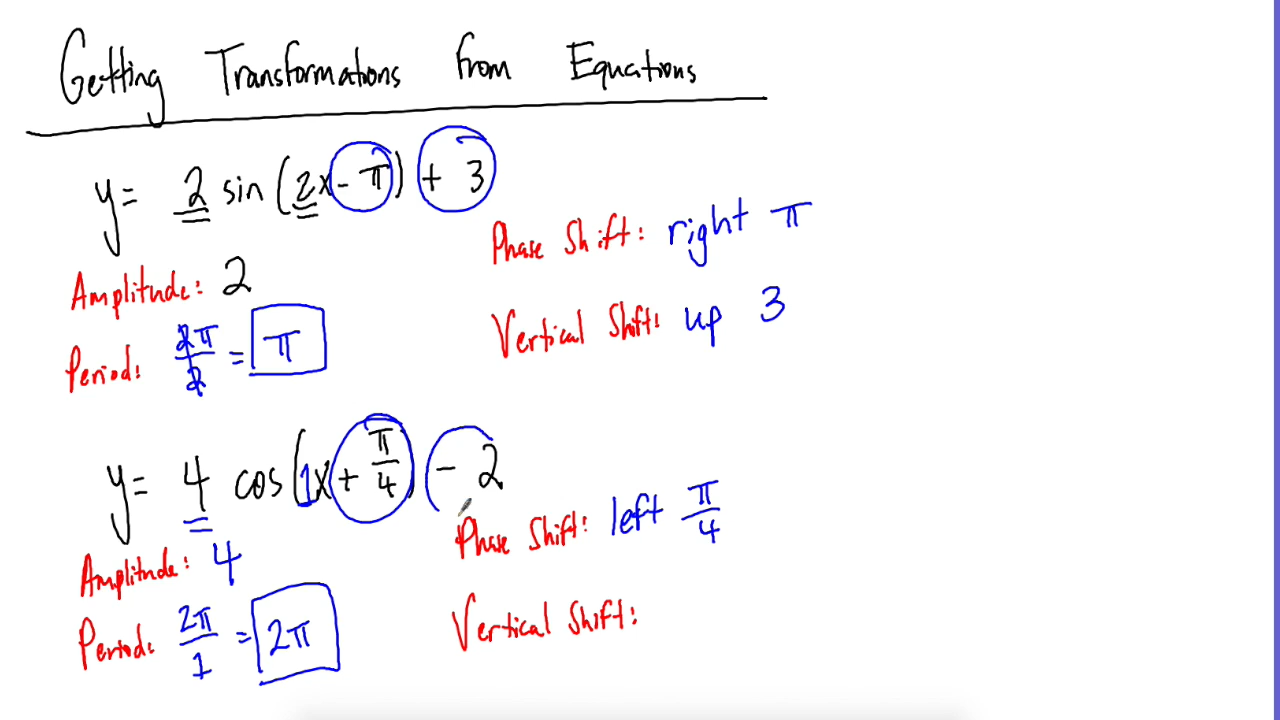 Getting Transformations From Equations
y = 2 sin (2x - π) + 3
Phase Shift: right π
Amplitude: 2
Vertical Shift: up 3
Period: 2π/2 = π
y = 4 cos (1x + π/4) - 2
Phase Shift: left π/4
Amplitude: 4
Vertical Shift:
Period: 2π/1 = 2π